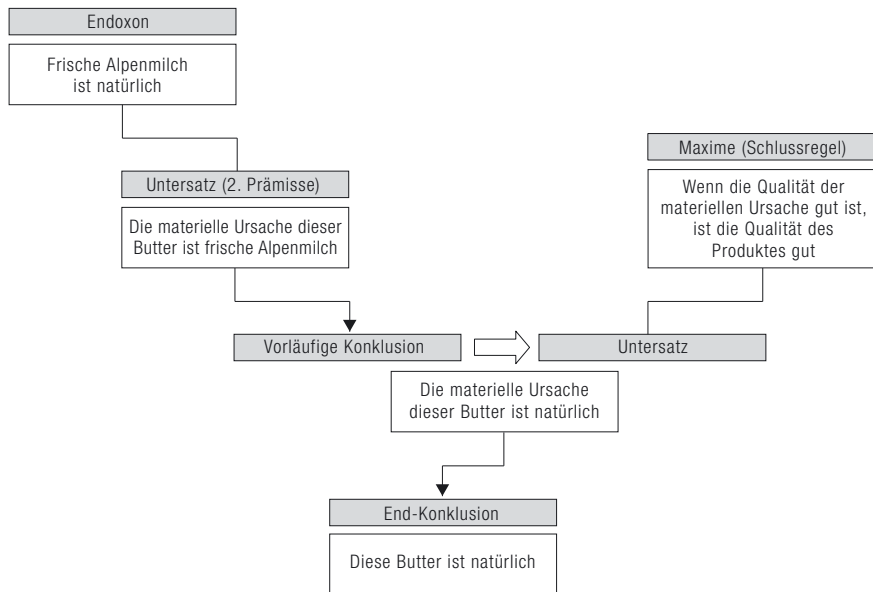 Endoxon
Frische Alpenmilch
ist natürlich
Untersatz (2. Prämisse)
Die materielle Ursache dieser
Butter ist frische Alpenmilch
Maxime (Schlussregel)
Wenn die Qualität der
materiellen Ursache gut ist,
ist die Qualität des
Produktes gut
Vorläufige Konklusion
Untersatz
Die materielle Ursache
dieser Butter ist natürlich
End-Konklusion
Diese Butter ist natürlich